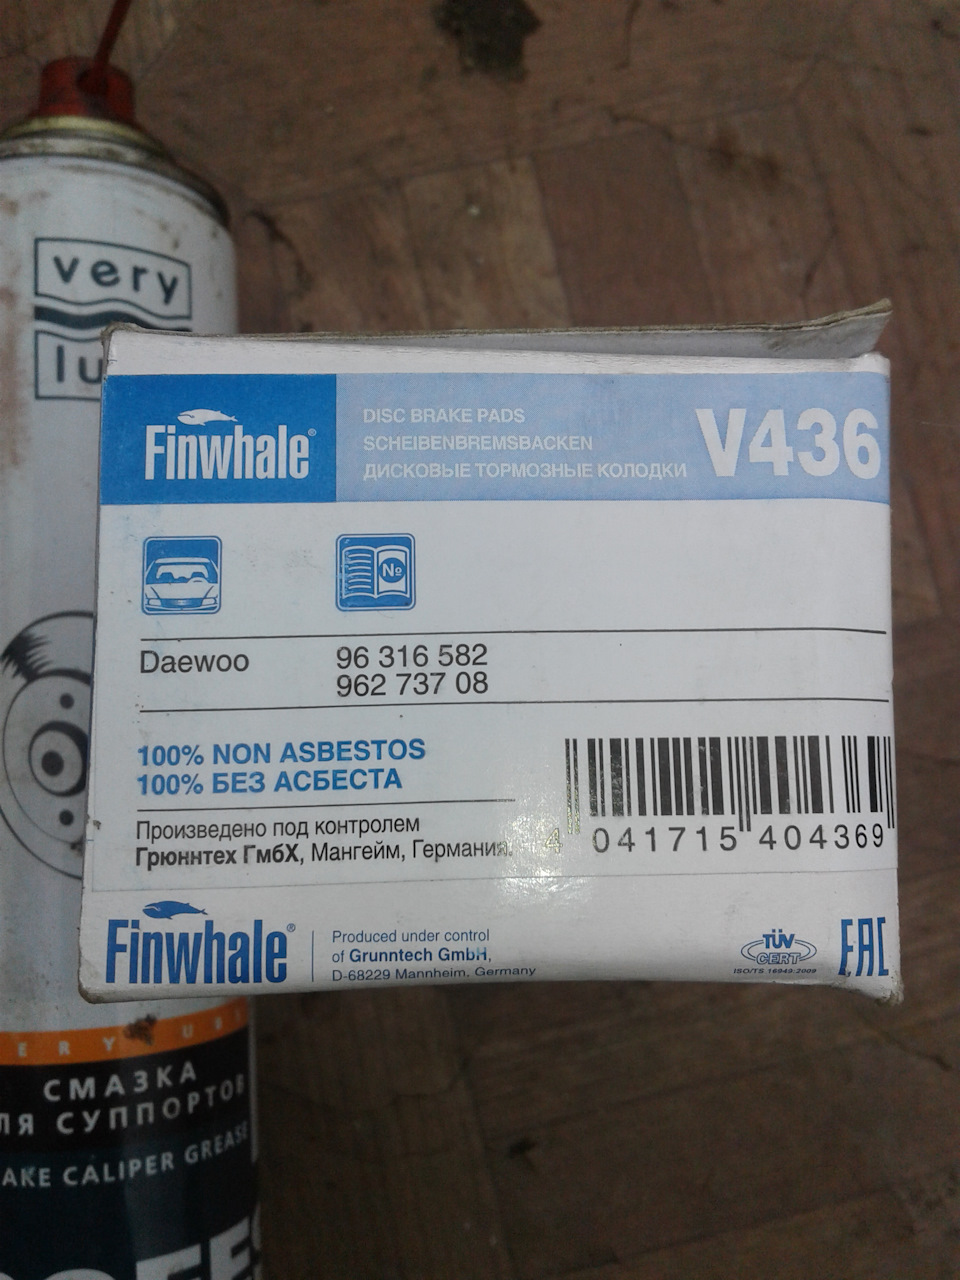 very
lu
Finwhale®
DISC BRAKE PADS
SCHEIBENBREMSBACKEN
ДИСКОВЫЕ ТОРМОЗНЫЕ КОЛОДКИ
V436
№
Daewoo
96 316 582
962 737 08
100% NON ASBESTOS
100% БЕЗ АСБЕСТА
Произведено под контролем
Грюннтех ГмбХ, Мангейм, Германия.
4 041715 404369
Finwhale®
Produced under control
of Grunntech GmbH,
D-68229 Mannheim, Germany
TÜV
CERT
ISO/TS 16949:2009
EAC
ERY LUB
СМАЗКА
ЛЯ СУППОРТОВ
AKE CALIPER GREASE